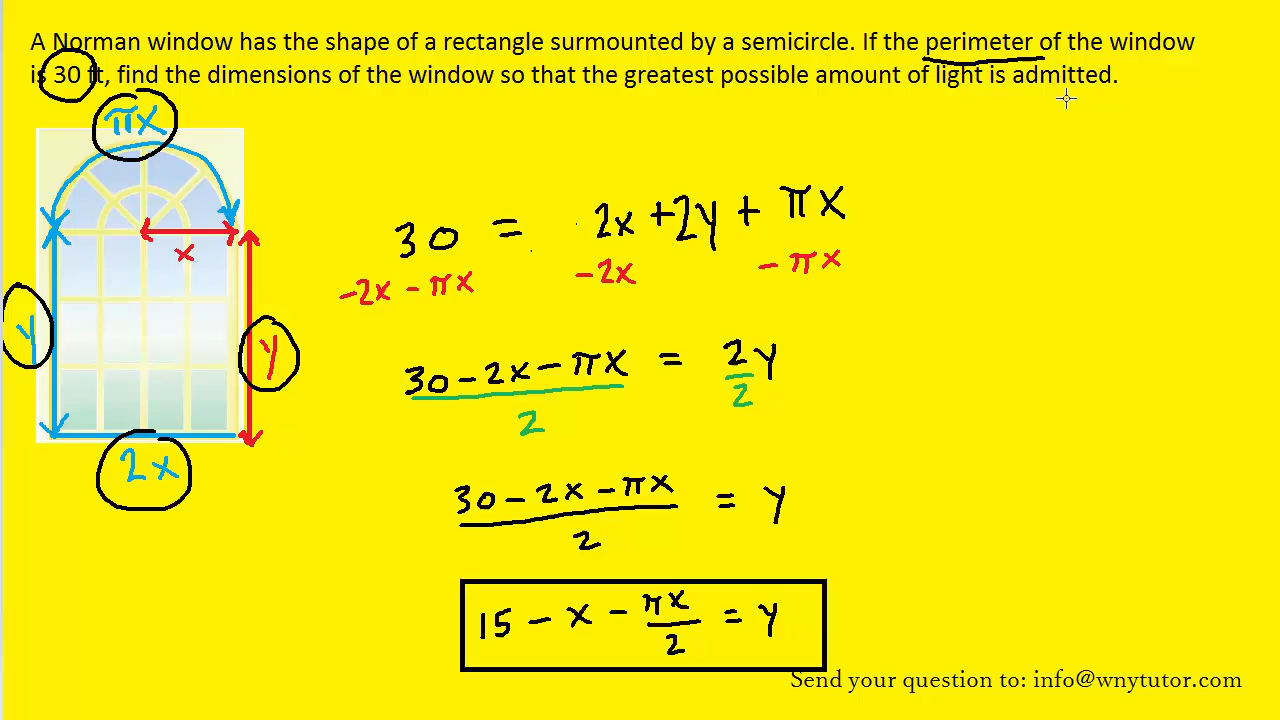 A Norman window has the shape of a rectangle surmounted by a semicircle. If the perimeter of the window
is 30 ft, find the dimensions of the window so that the greatest possible amount of light is admitted.
πx
x
y
y
2x
30 = 2x + 2y + πx
-2x - πx -2x - πx
30 - 2x - πx = 2y
2 2
30 - 2x - πx = y
2
15 - x - πx/2 = y
Send your question to: info@wnytutor.com